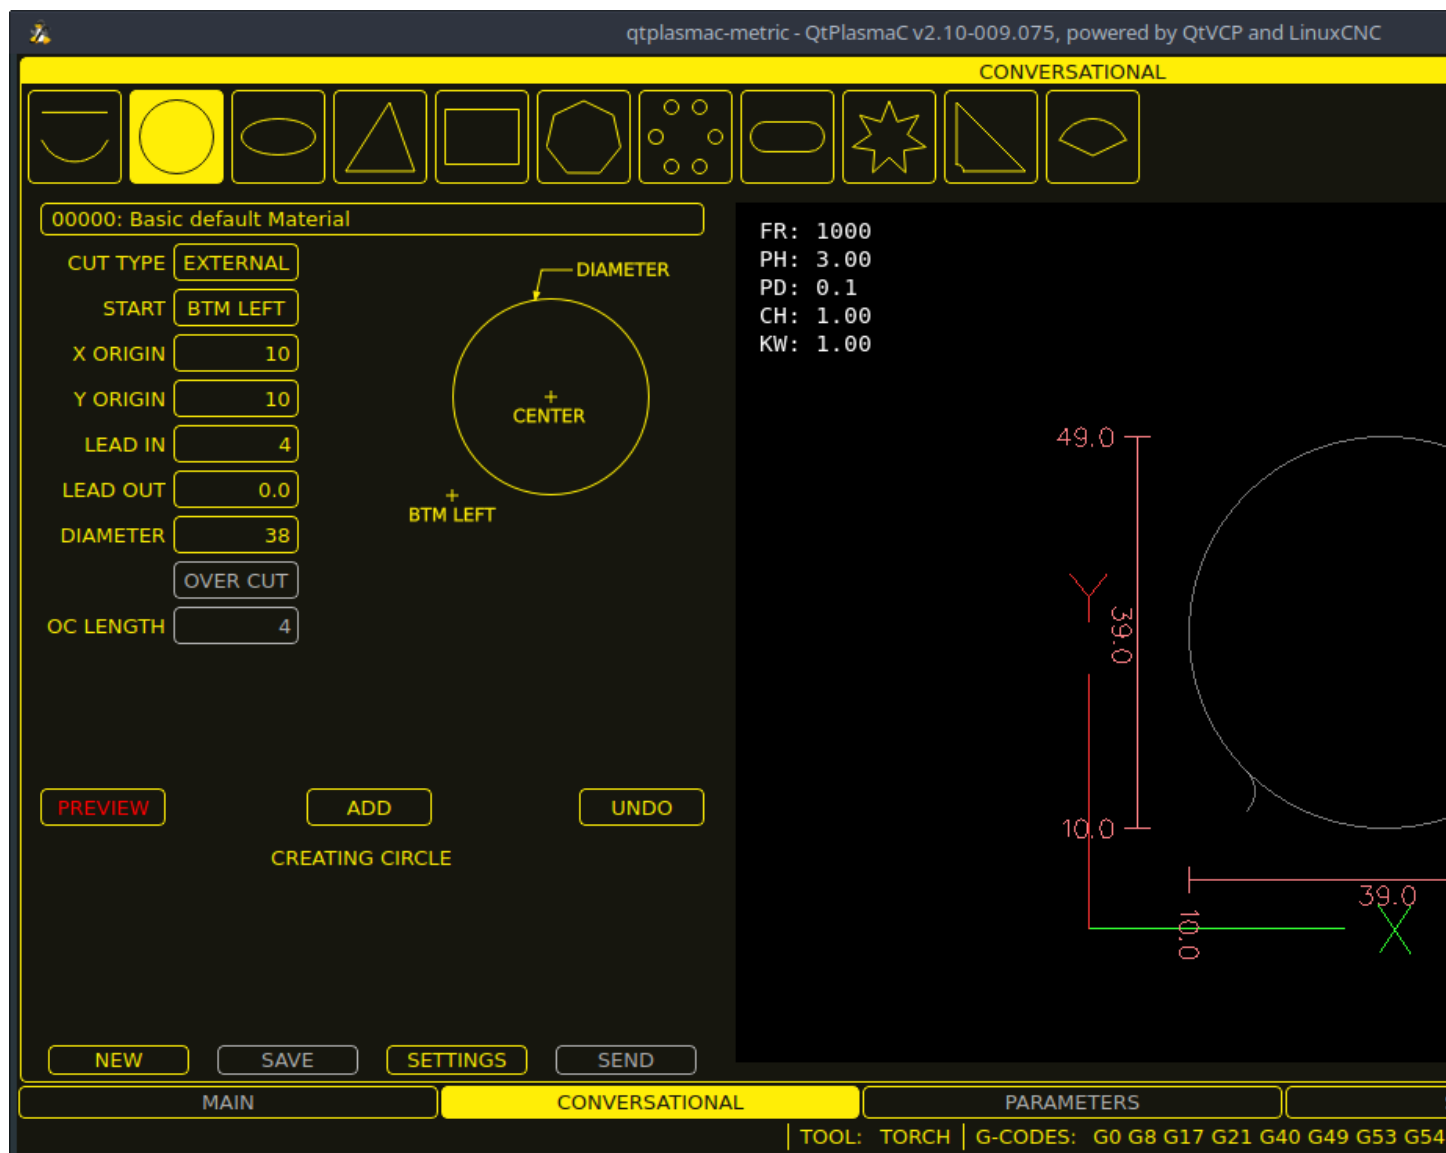 qtplasmac-metric - QtPlasmaC v2.10-009.075, powered by QtVCP and LinuxCNC
CONVERSATIONAL
00000: Basic default Material
CUT TYPE EXTERNAL
START BTM LEFT
X ORIGIN 10
Y ORIGIN 10
LEAD IN 4
LEAD OUT 0.0
DIAMETER 38
OVER CUT
OC LENGTH 4
DIAMETER
CENTER
BTM LEFT
PREVIEW ADD UNDO
CREATING CIRCLE
NEW SAVE SETTINGS SEND
FR: 1000
PH: 3.00
PD: 0.1
CH: 1.00
KW: 1.00
49.0
Y
39.0
10.0
39.0
10.0
X
MAIN CONVERSATIONAL PARAMETERS
TOOL: TORCH G-CODES: G0 G8 G17 G21 G40 G49 G53 G54